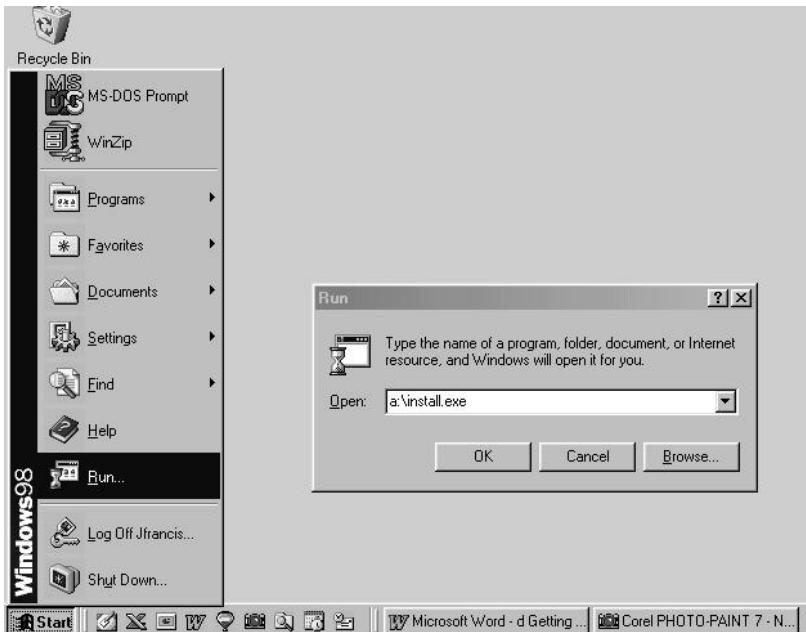 Recycle Bin
MS-DOS Prompt
WinZip
Programs
Favorites
Documents
Settings
Find
Help
Run...
Log Off Jfrancis...
Shut Down...
Windows98
Run
Type the name of a program, folder, document, or Internet
resource, and Windows will open it for you.
Open: a:\install.exe
OK Cancel Browse...
Start Microsoft Word - d Getting ... Corel PHOTO-PAINT 7 - N...